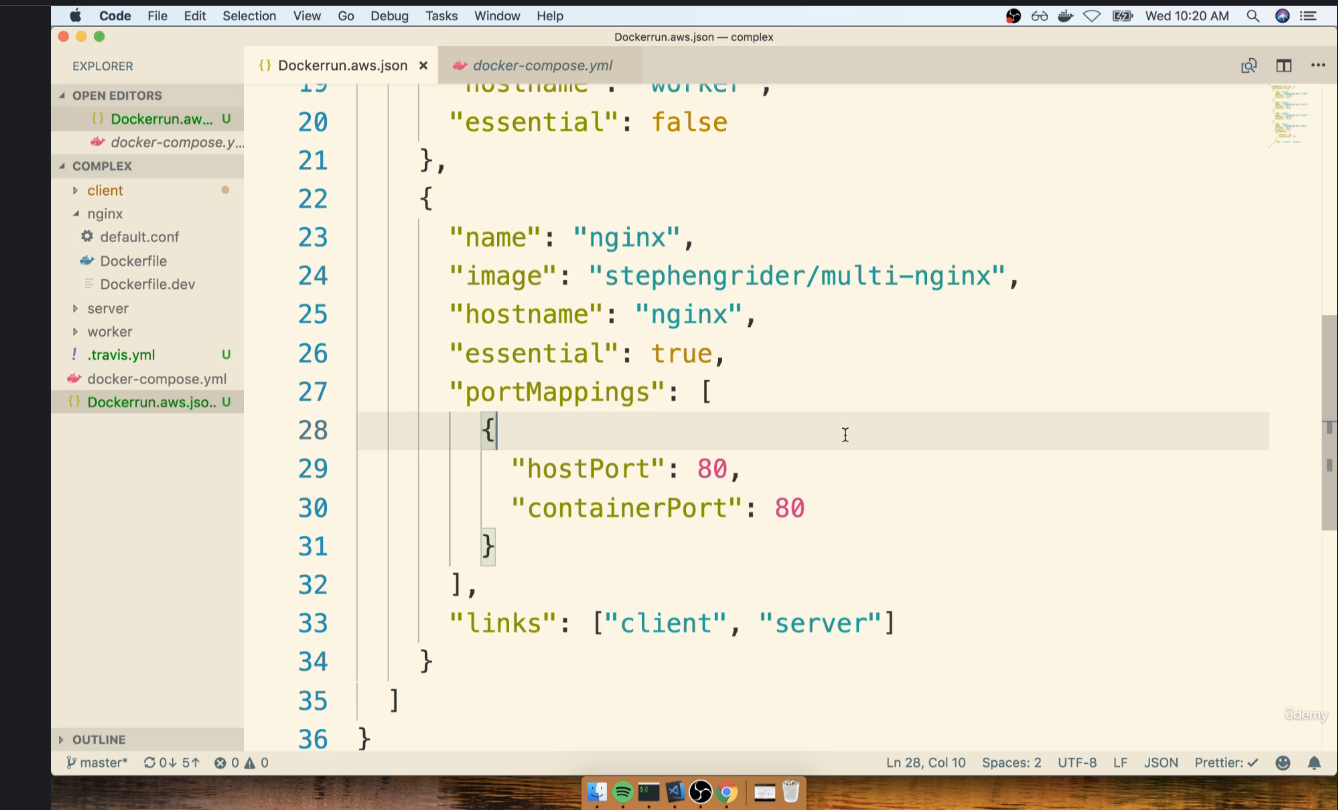 Code File Edit Selection View Go Debug Tasks Window Help Wed 10:20 AM
Dockerrun.aws.json — complex
EXPLORER
{} Dockerrun.aws.json × docker-compose.yml
OPEN EDITORS
{} Dockerrun.aw... U
docker-compose.y...
COMPLEX
client
nginx
default.conf
Dockerfile
Dockerfile.dev
server
worker
! .travis.yml U
docker-compose.yml
{} Dockerrun.aws.jso.. U
OUTLINE
19 "hostname": "worker",
20 "essential": false
21 },
22 {
23 "name": "nginx",
24 "image": "stephengrider/multi-nginx",
25 "hostname": "nginx",
26 "essential": true,
27 "portMappings": [
28 {
29 "hostPort": 80,
30 "containerPort": 80
31 }
32 ],
33 "links": ["client", "server"]
34 }
35 ]
36 }
ûdemy
master* 0↓ 5↑ 0 0 Ln 28, Col 10 Spaces: 2 UTF-8 LF JSON Prettier: ✓